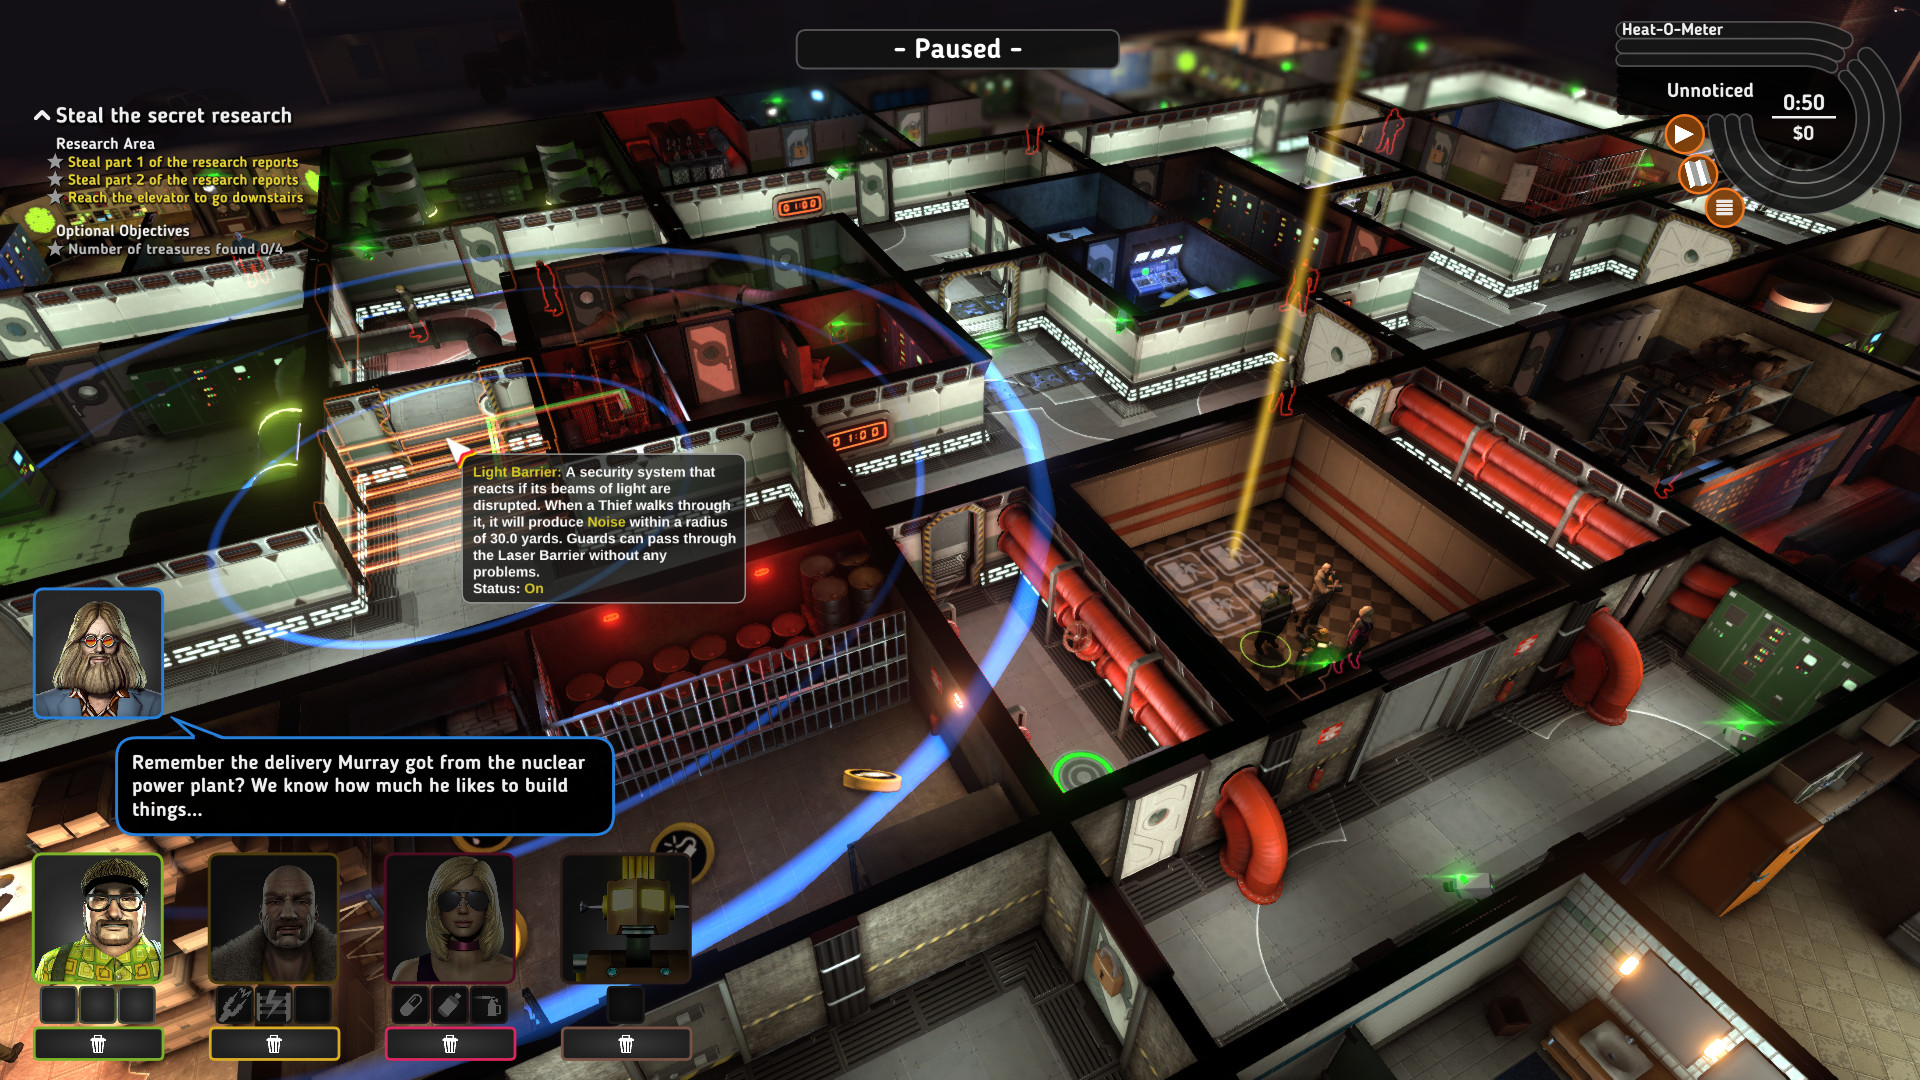 - Paused -
Heat-O-Meter
Unnoticed
0:50
$0
Steal the secret research
Research Area
Steal part 1 of the research reports
Steal part 2 of the research reports
Reach the elevator to go downstairs
Optional Objectives
Number of treasures found 0/4
01:00
01:00
Light Barrier: A security system that
reacts if its beams of light are
disrupted. When a Thief walks through
it, it will produce Noise within a radius
of 30.0 yards. Guards can pass through
the Laser Barrier without any
problems.
Status: On
Remember the delivery Murray got from the nuclear
power plant? We know how much he likes to build
things...